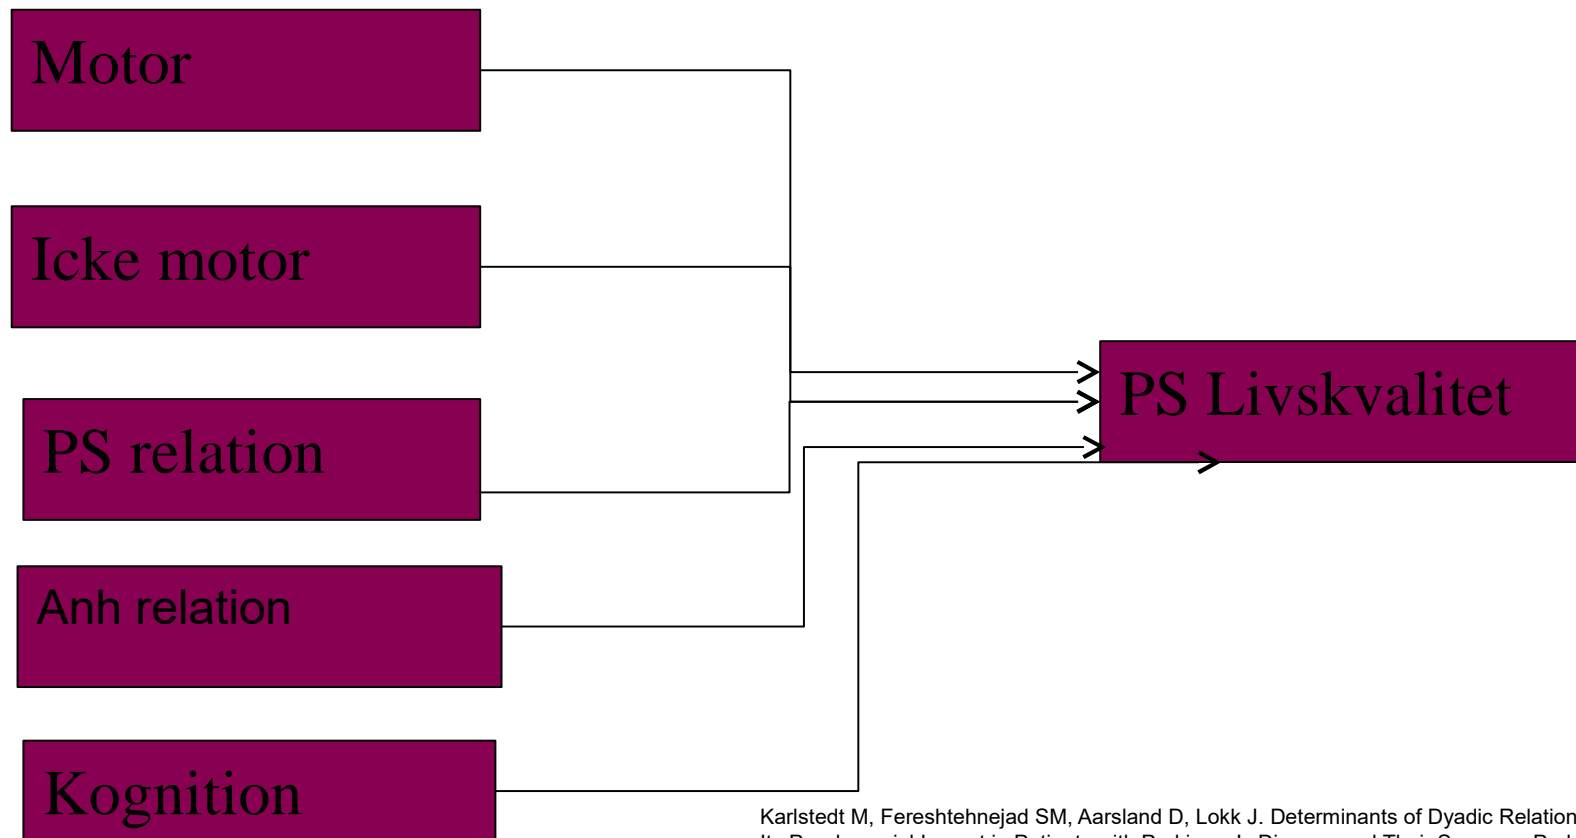 Motor
Icke motor
PS relation
PS Livskvalitet
Anh relation
Kognition
Karlstedt M, Fereshtehnejad SM, Aarsland D, Lokk J. Determinants of Dyadic Relation